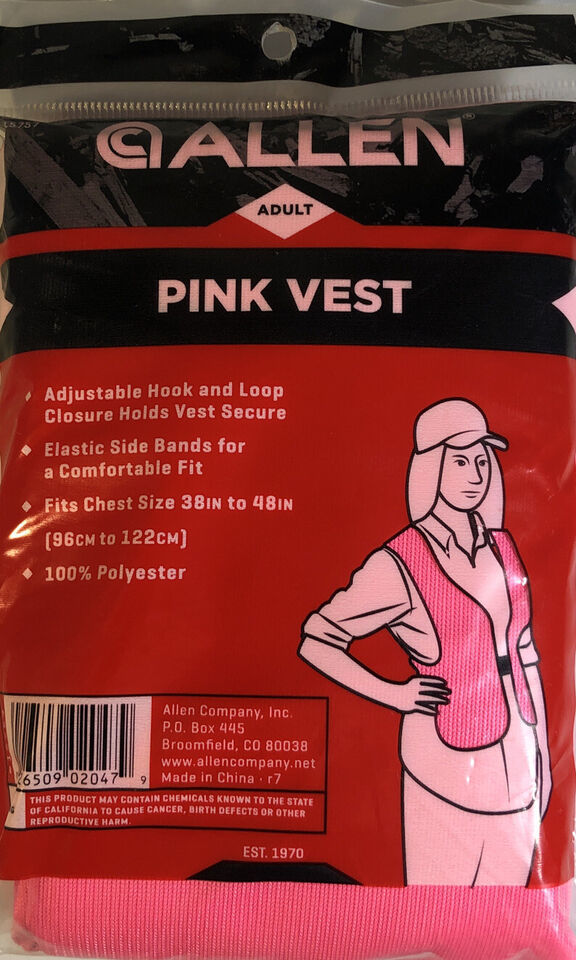 ALLEN®
ADULT
PINK VEST
Adjustable Hook and Loop
Closure Holds Vest Secure
Elastic Side Bands for
a Comfortable Fit
Fits Chest Size 38IN to 48IN
(96CM to 122CM)
100% Polyester
Allen Company, Inc.
P.O. Box 445
Broomfield, CO 80038
www.allencompany.net
Made in China · r7
6509 02047 9
THIS PRODUCT MAY CONTAIN CHEMICALS KNOWN TO THE STATE
OF CALIFORNIA TO CAUSE CANCER, BIRTH DEFECTS OR OTHER
REPRODUCTIVE HARM.
EST. 1970